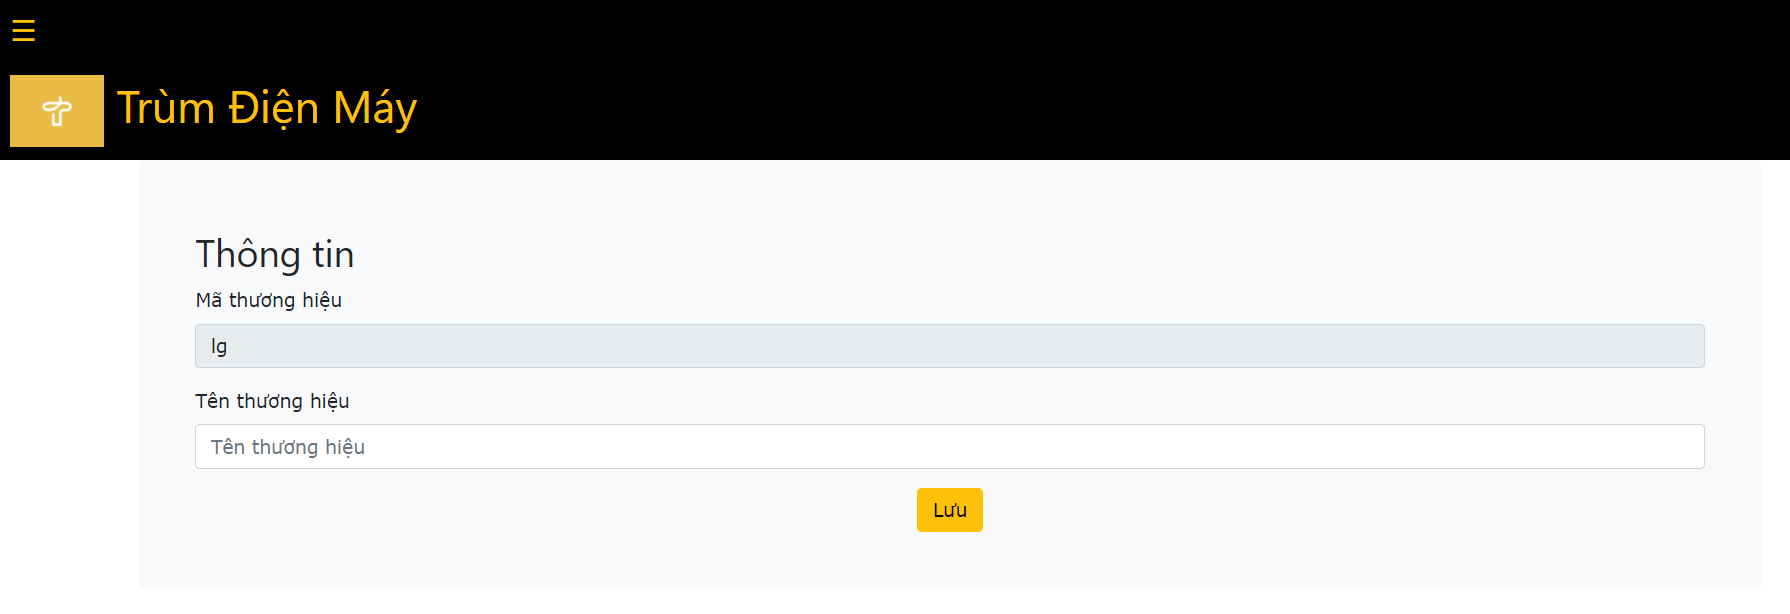 Trùm Điện Máy
Thông tin
Mã thương hiệu
lg
Tên thương hiệu
Tên thương hiệu
Lưu